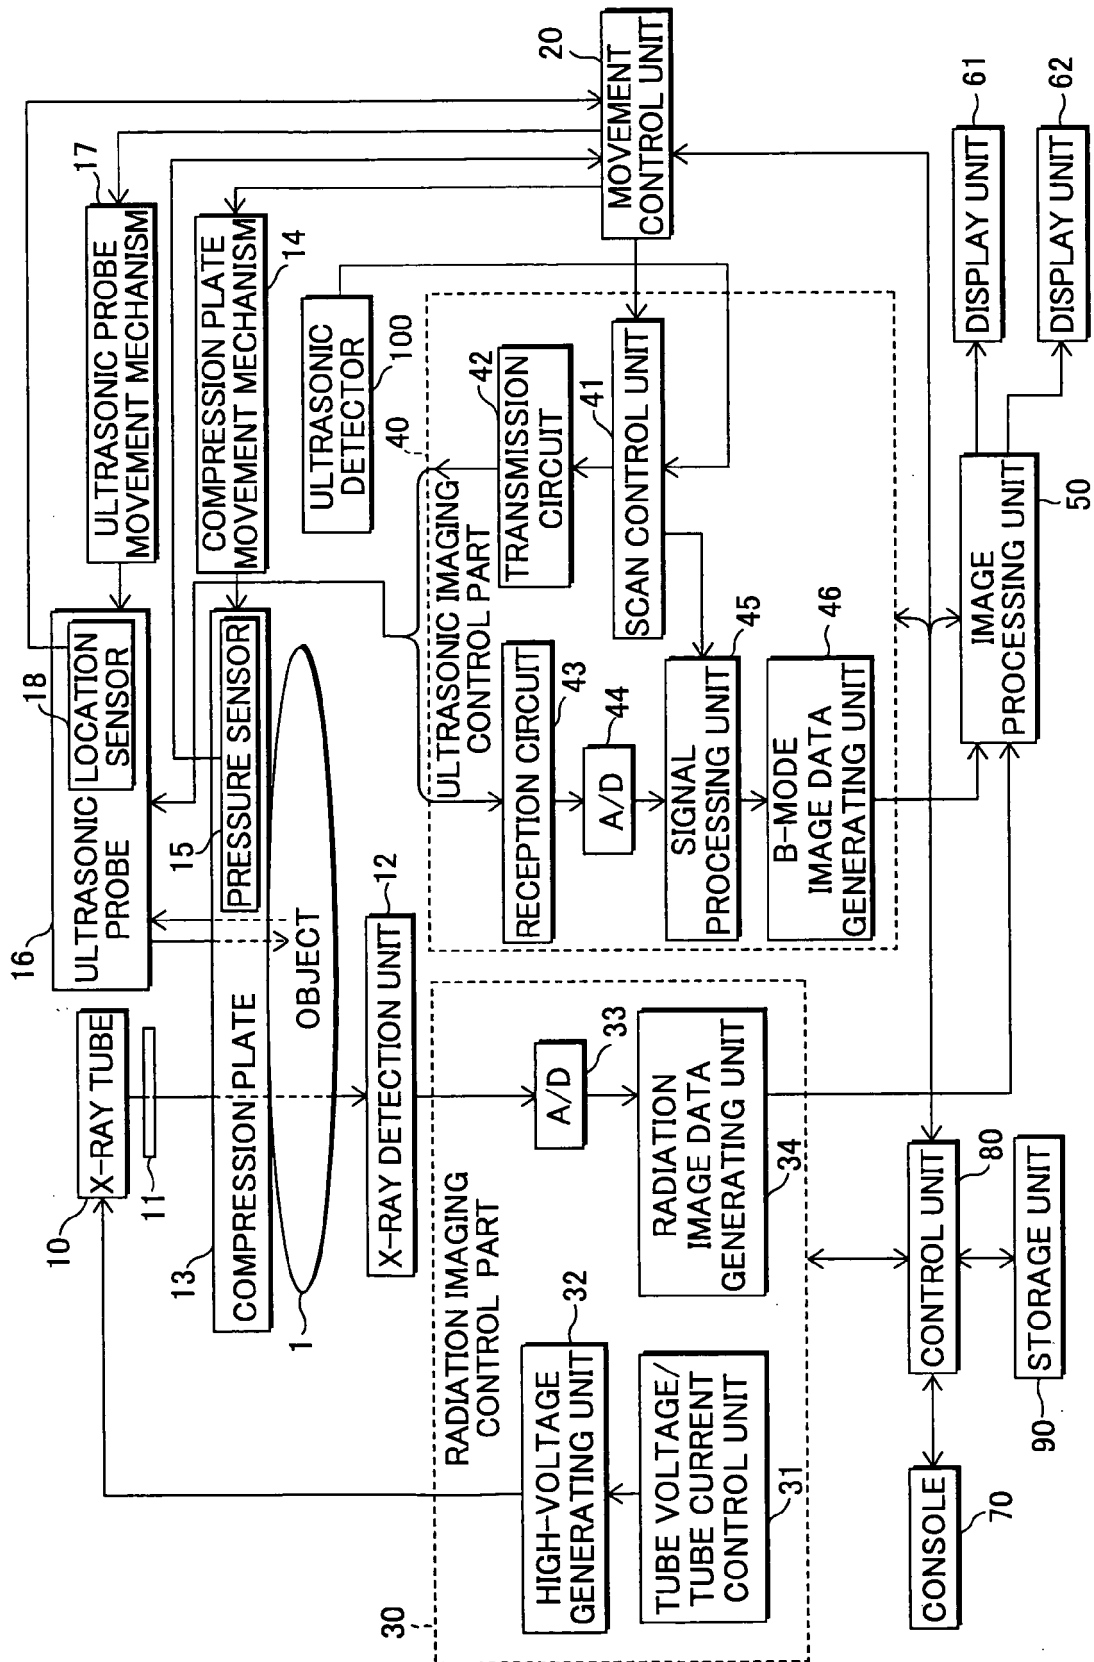 10
X-RAY TUBE
11
16
ULTRASONIC
PROBE
18
LOCATION
SENSOR
17
ULTRASONIC PROBE
MOVEMENT MECHANISM
13
COMPRESSION PLATE
15
PRESSURE SENSOR
COMPRESSION PLATE
MOVEMENT MECHANISM
14
1
OBJECT
X-RAY DETECTION UNIT
12
ULTRASONIC
DETECTOR
100
20
MOVEMENT
CONTROL UNIT
30
RADIATION IMAGING
CONTROL PART
HIGH-VOLTAGE
GENERATING UNIT
32
TUBE VOLTAGE/
TUBE CURRENT
CONTROL UNIT
31
A/D
33
RADIATION
IMAGE DATA
GENERATING UNIT
34
40
ULTRASONIC IMAGING
CONTROL PART
RECEPTION CIRCUIT
43
TRANSMISSION
CIRCUIT
42
A/D
44
SCAN CONTROL UNIT
41
SIGNAL
PROCESSING UNIT
45
B-MODE
IMAGE DATA
GENERATING UNIT
46
CONSOLE
70
CONTROL UNIT
80
STORAGE UNIT
90
IMAGE
PROCESSING UNIT
50
DISPLAY UNIT
61
DISPLAY UNIT
62